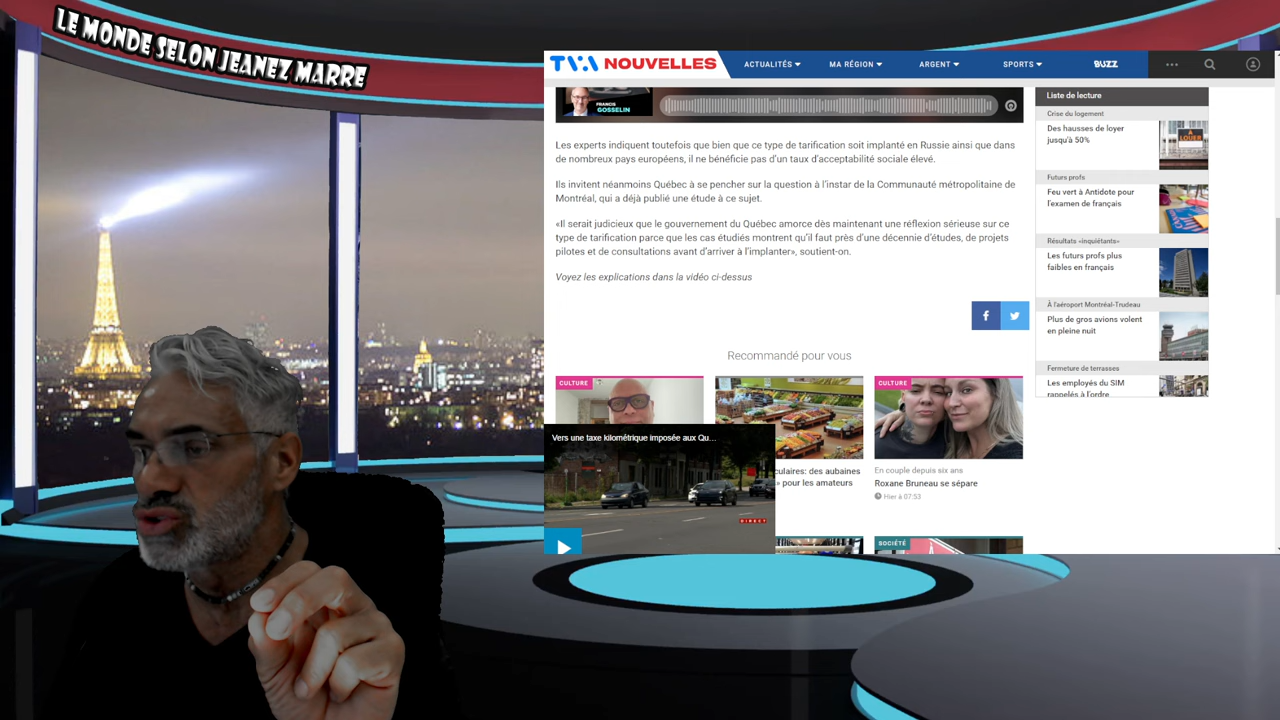 LE MONDE SELON JEANEZ MARRE
TVA NOUVELLES
ACTUALITÉS
MA RÉGION
ARGENT
SPORTS
BUZZ
FRANCIS
GOSSELIN
Les experts indiquent toutefois que bien que ce type de tarification soit implanté en Russie ainsi que dans
de nombreux pays européens, il ne bénéficie pas d'un taux d'acceptabilité sociale élevé.
Ils invitent néanmoins Québec à se pencher sur la question à l'instar de la Communauté métropolitaine de
Montréal, qui a déjà publié une étude à ce sujet.
«Il serait judicieux que le gouvernement du Québec amorce dès maintenant une réflexion sérieuse sur ce
type de tarification parce que les cas étudiés montrent qu'il faut près d'une décennie d'études, de projets
pilotes et de consultations avant d'arriver à l'implanter», soutient-on.
Voyez les explications dans la vidéo ci-dessus
Recommandé pour vous
CULTURE
Vers une taxe kilométrique imposée aux Qu...
DIRECT
culaires: des aubaines
» pour les amateurs
CULTURE
En couple depuis six ans
Roxane Bruneau se sépare
Hier à 07:53
SOCIÉTÉ
Liste de lecture
Crise du logement
Des hausses de loyer
jusqu'à 50%
À
LOUER
Futurs profs
Feu vert à Antidote pour
l'examen de français
Résultats «inquiétants»
Les futurs profs plus
faibles en français
À l'aéroport Montréal-Trudeau
Plus de gros avions volent
en pleine nuit
Fermeture de terrasses
Les employés du SIM
rappelés à l'ordre